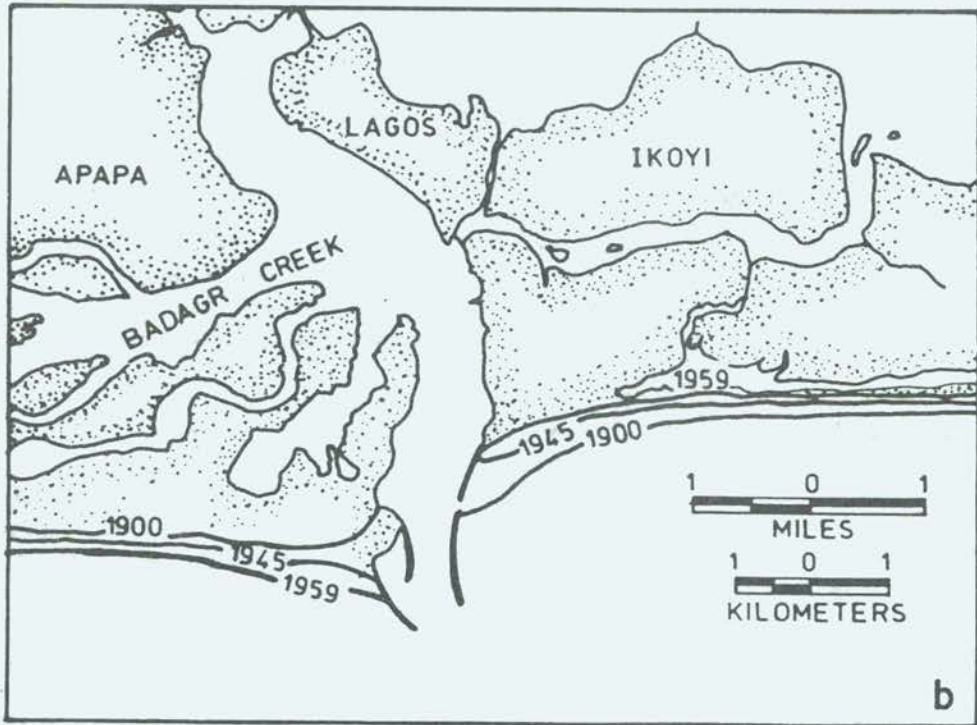 LAGOS
IKOYI
APAPA
BADAGR CREEK
1959
1945
1900
1900
1945
1959
1 0 1
MILES
1 0 1
KILOMETERS
b